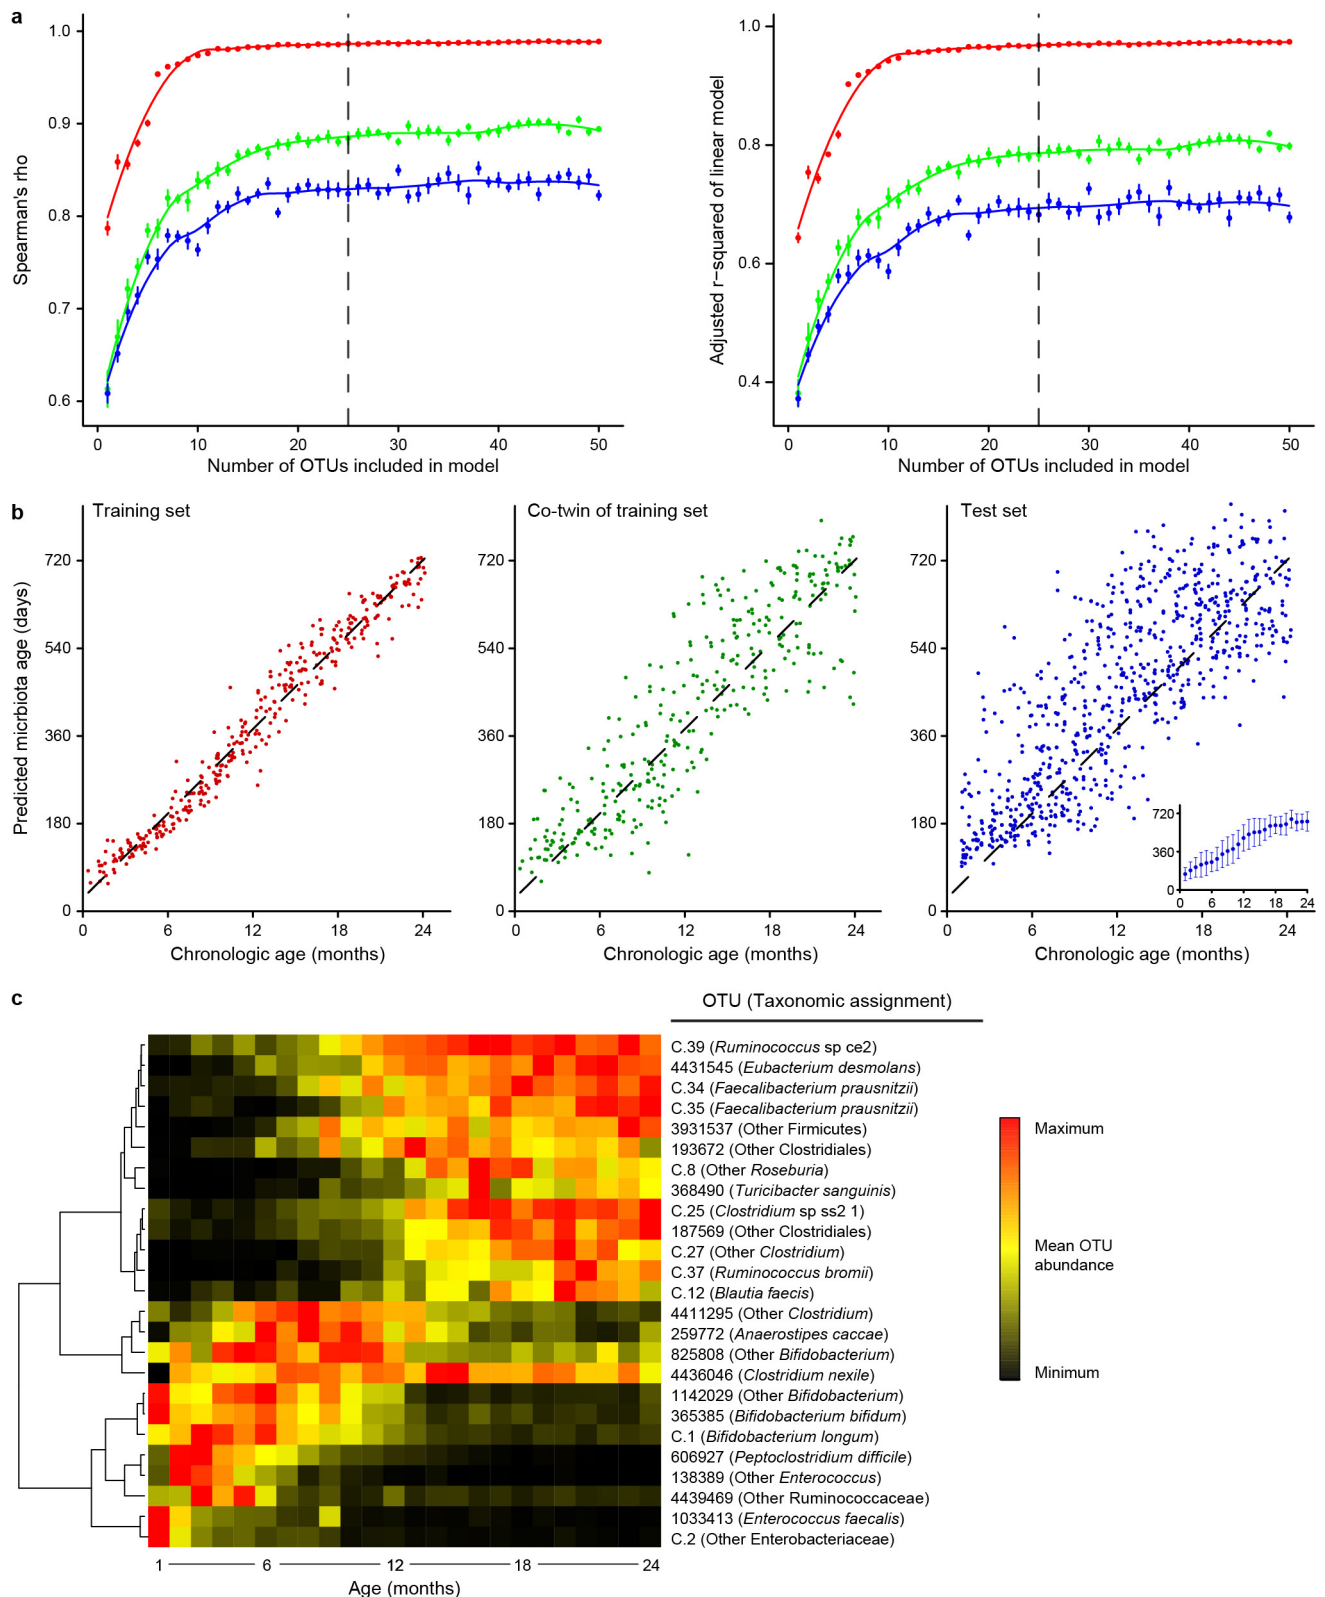 a
1.0
0.9
0.8
0.7
0.6
Spearman's rho
0 10 20 30 40 50
Number of OTUs included in model
1.0
0.8
0.6
0.4
Adjusted r−squared of linear model
0 10 20 30 40 50
Number of OTUs included in model
b
Training set
720
540
360
180
0
Predicted micrbiota age (days)
0 6 12 18 24
Chronologic age (months)
Co-twin of training set
720
540
360
180
0
0 6 12 18 24
Chronologic age (months)
Test set
720
540
360
180
0
0 6 12 18 24
Chronologic age (months)
720
360
0
0 6 12 24
c
OTU (Taxonomic assignment)
C.39 (Ruminococcus sp ce2)
4431545 (Eubacterium desmolans)
C.34 (Faecalibacterium prausnitzii)
C.35 (Faecalibacterium prausnitzii)
3931537 (Other Firmicutes)
193672 (Other Clostridiales)
C.8 (Other Roseburia)
368490 (Turicibacter sanguinis)
C.25 (Clostridium sp ss2 1)
187569 (Other Clostridiales)
C.27 (Other Clostridium)
C.37 (Ruminococcus bromii)
C.12 (Blautia faecis)
4411295 (Other Clostridium)
259772 (Anaerostipes caccae)
825808 (Other Bifidobacterium)
4436046 (Clostridium nexile)
1142029 (Other Bifidobacterium)
365385 (Bifidobacterium bifidum)
C.1 (Bifidobacterium longum)
606927 (Peptoclostridium difficile)
138389 (Other Enterococcus)
4439469 (Other Ruminococcaceae)
1033413 (Enterococcus faecalis)
C.2 (Other Enterobacteriaceae)
1 6 12 18 24
Age (months)
Maximum
Mean OTU
abundance
Minimum